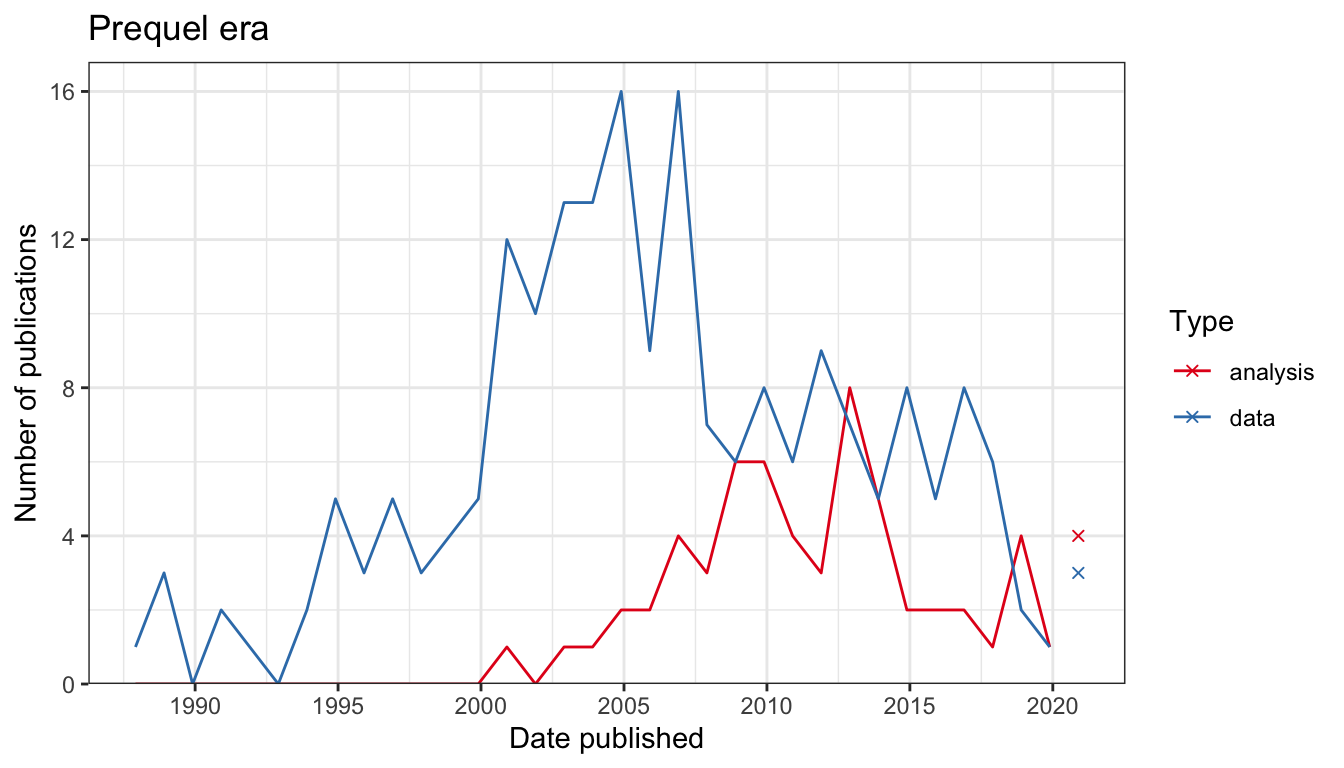 Prequel era
Number of publications
16
12
8
4
0
1990 1995 2000 2005 2010 2015 2020
Date published
Type
analysis
data